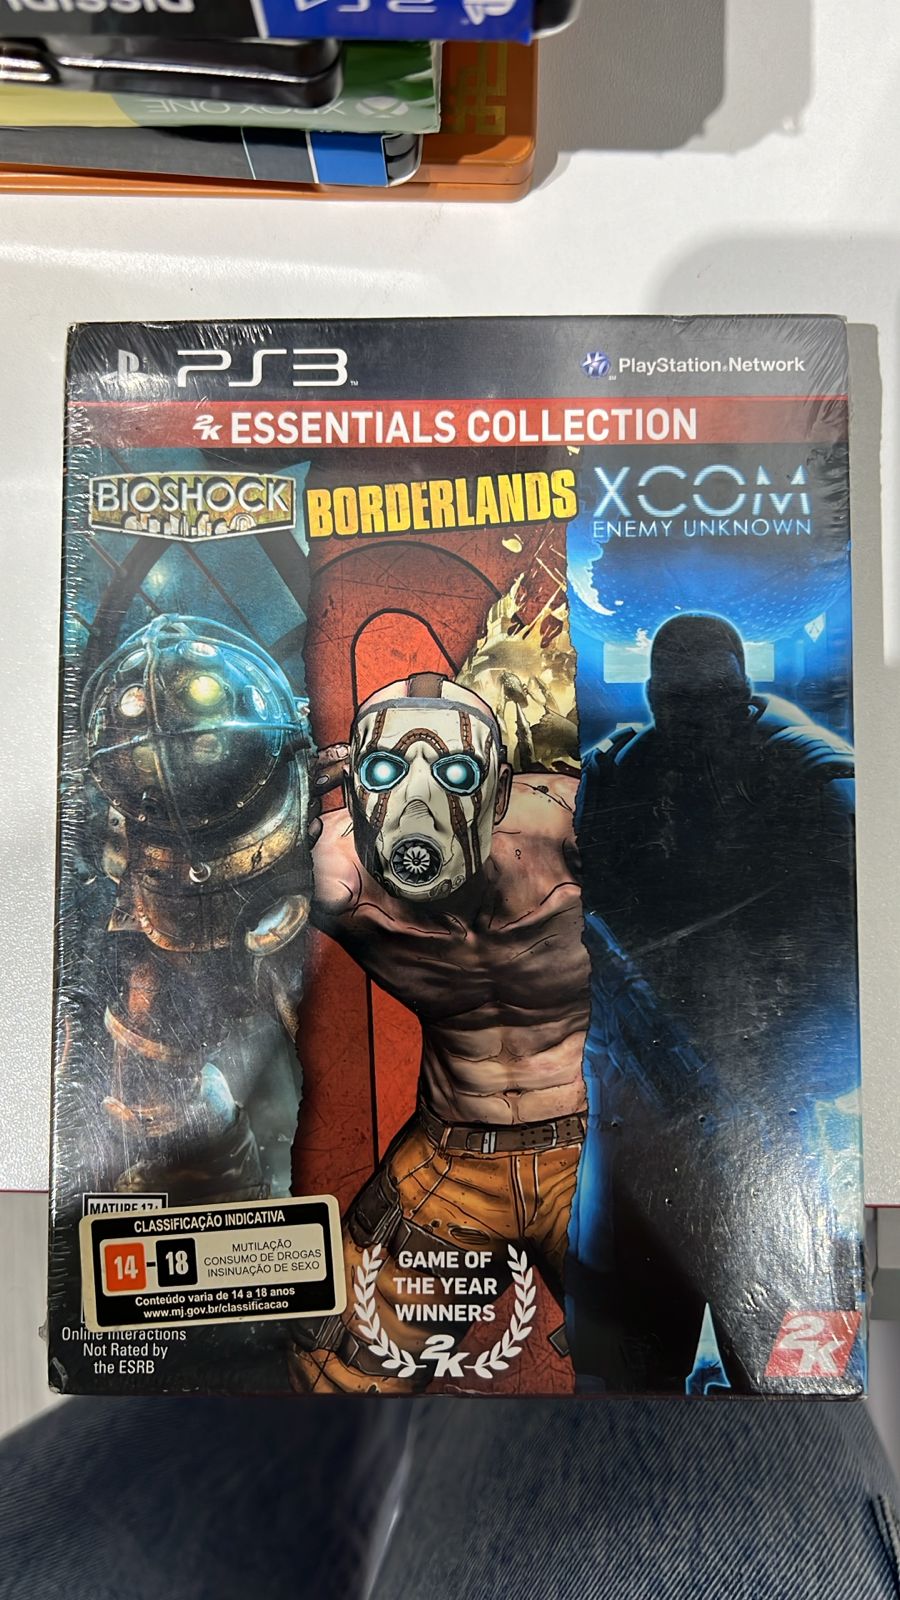 XBOX ONE
PS3
PlayStation Network
2K ESSENTIALS COLLECTION
BIOSHOCK
BORDERLANDS
XCOM
ENEMY UNKNOWN
MATURE 17+
CLASSIFICAÇÃO INDICATIVA
14 - 18
MUTILAÇÃO
CONSUMO DE DROGAS
INSINUAÇÃO DE SEXO
Conteúdo varia de 14 a 18 anos
www.mj.gov.br/classificacao
Online Interactions
Not Rated by
the ESRB
GAME OF
THE YEAR
WINNERS
2K
2K